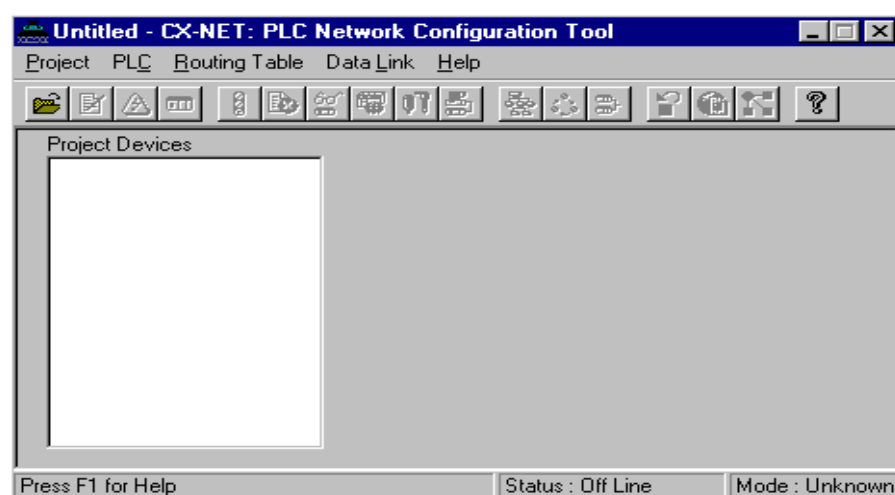 Untitled - CX-NET: PLC Network Configuration Tool
Project PLC Routing Table Data Link Help
Project Devices
Press F1 for Help Status : Off Line Mode : Unknown